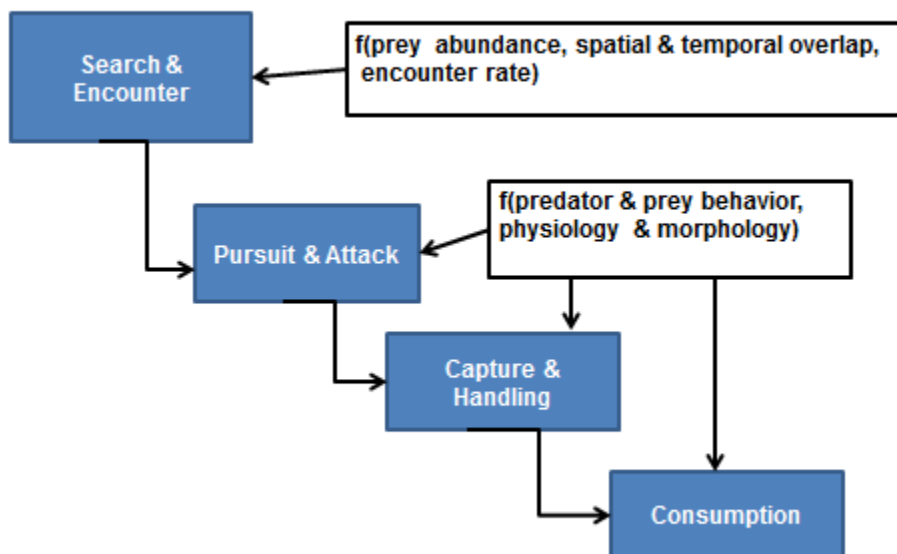 Search &
Encounter
f(prey abundance, spatial & temporal overlap,
encounter rate)
Pursuit & Attack
f(predator & prey behavior,
physiology & morphology)
Capture &
Handling
Consumption